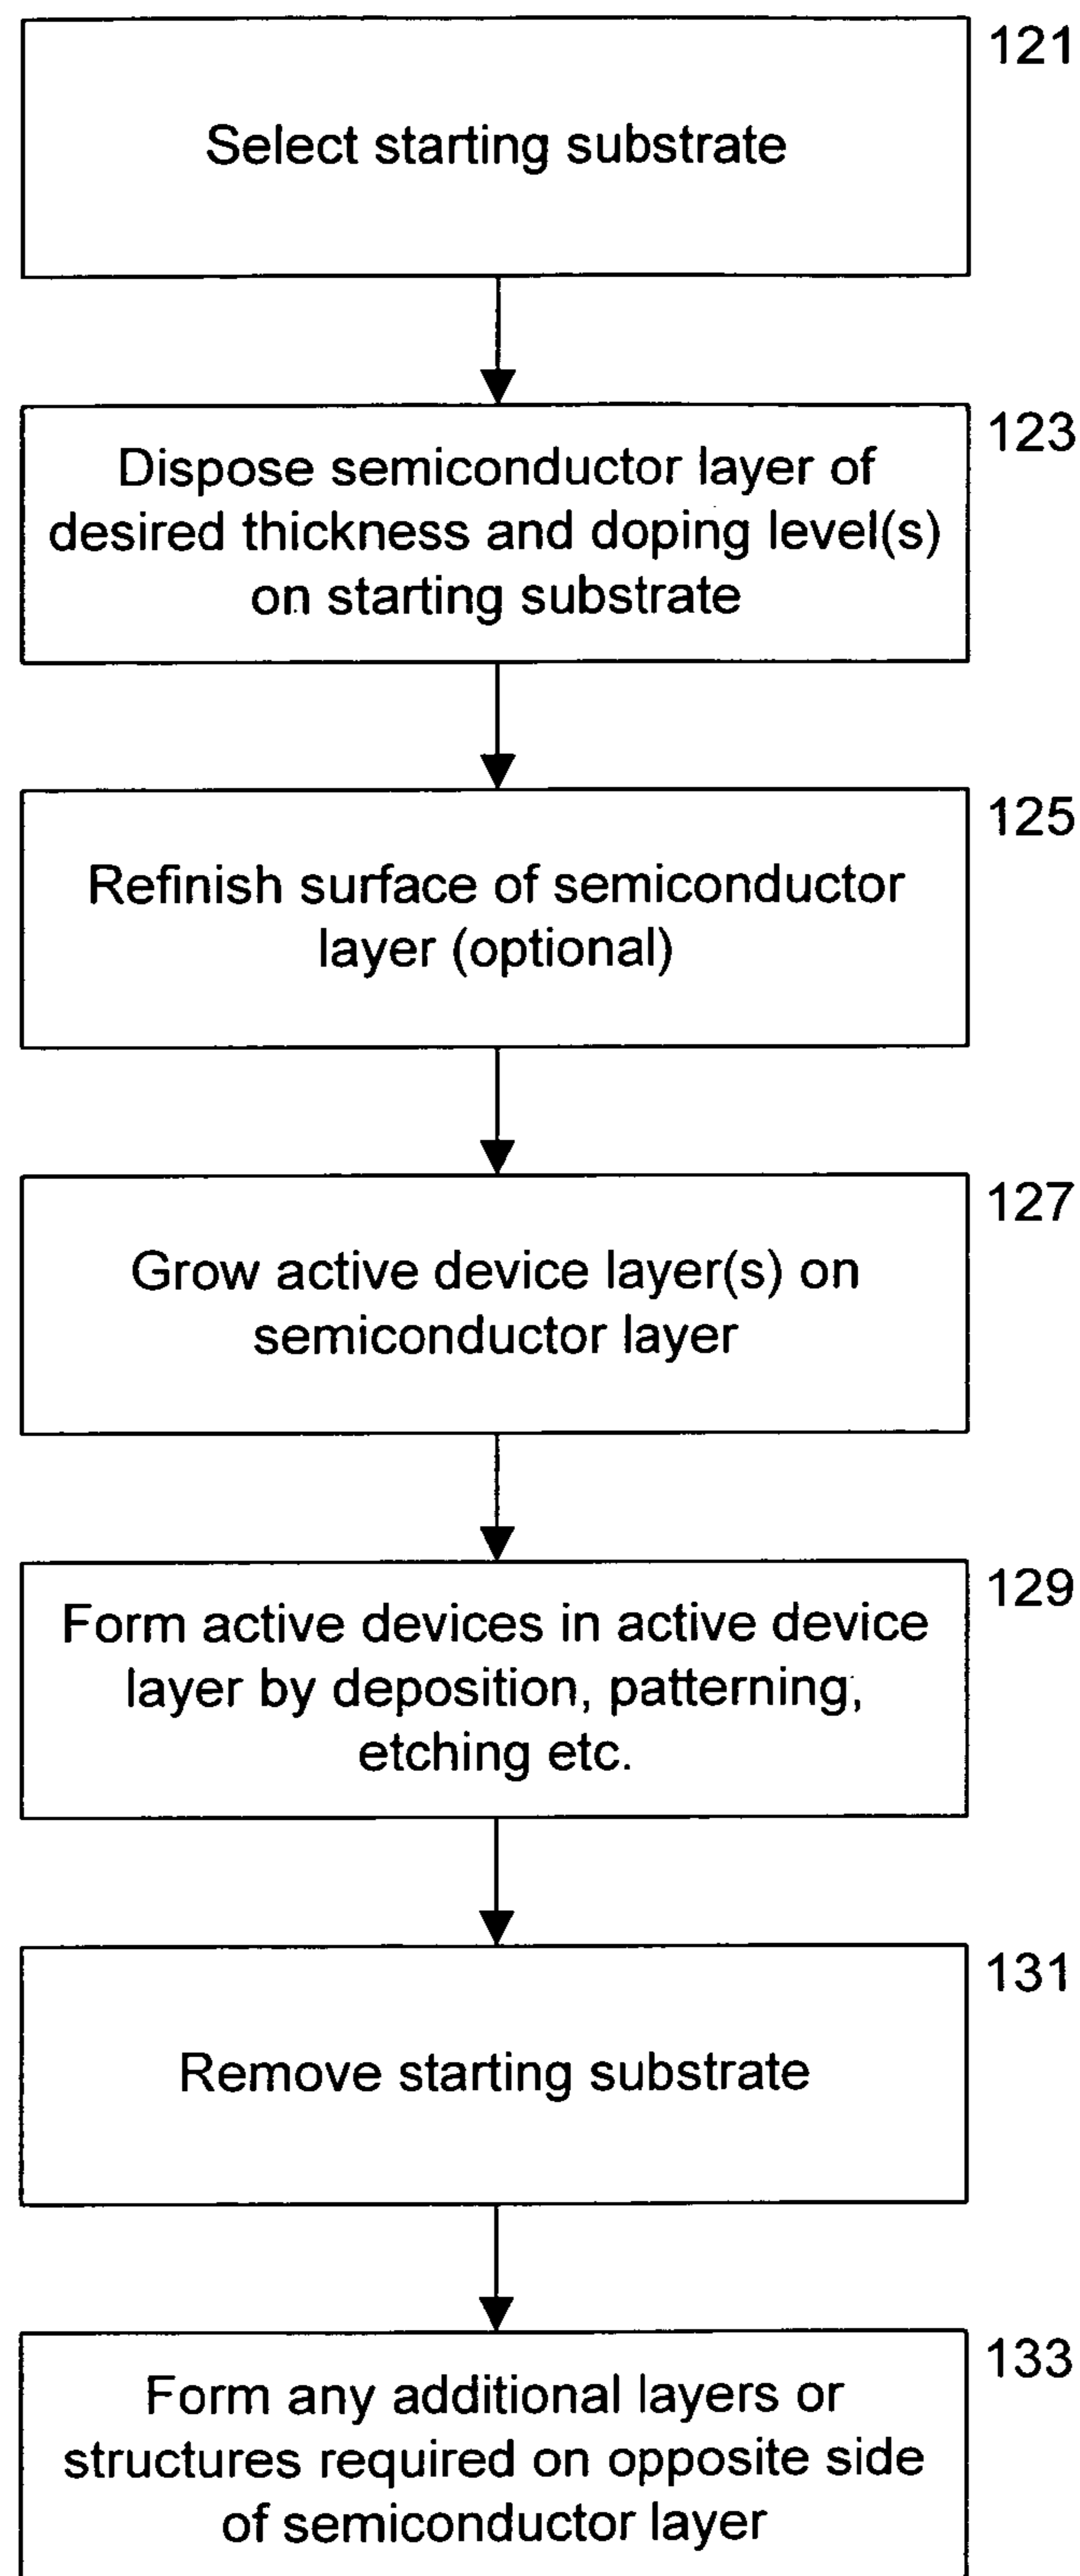 121
Select starting substrate
123
Dispose semiconductor layer of
desired thickness and doping level(s)
on starting substrate
125
Refinish surface of semiconductor
layer (optional)
127
Grow active device layer(s) on
semiconductor layer
129
Form active devices in active device
layer by deposition, patterning,
etching etc.
131
Remove starting substrate
133
Form any additional layers or
structures required on opposite side
of semiconductor layer